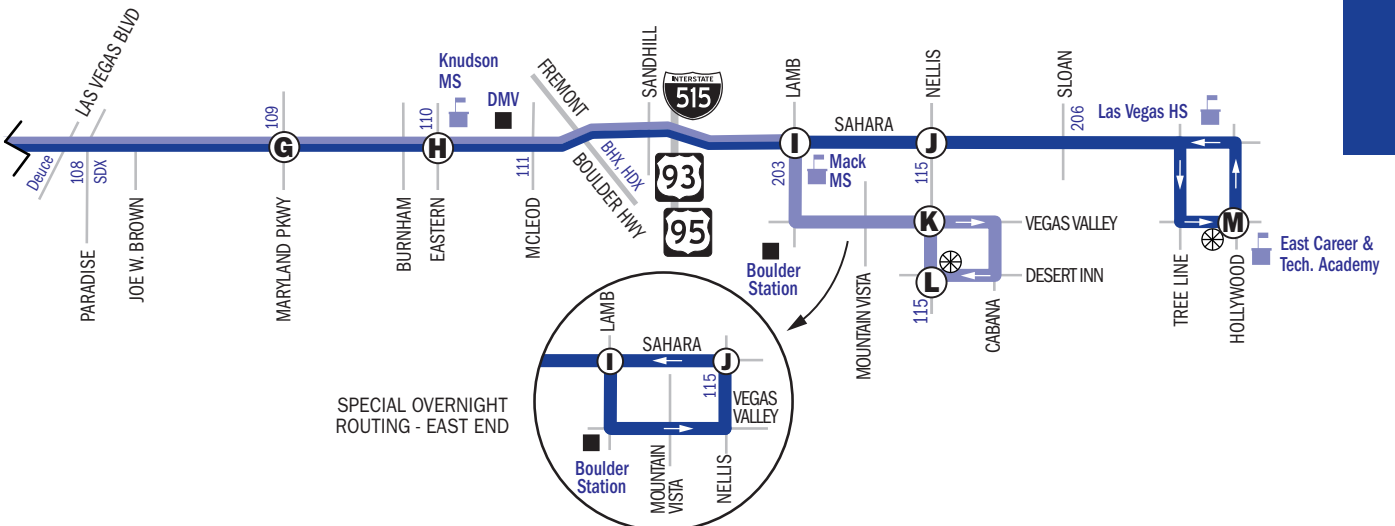 LAS VEGAS BLVD
Deuce
108
SDX
PARADISE
JOE W. BROWN
109
G
MARYLAND PKWY
BURNHAM
110
H
EASTERN
Knudson
MS
DMV
111
MCLEOD
FREMONT
BOULDER HWY
BHX, HDX
SANDHILL
INTERSTATE
515
93
95
LAMB
I
203
Mack
MS
SAHARA
NELLIS
J
115
SLOAN
206
Las Vegas HS
Boulder
Station
MOUNTAIN VISTA
K
VEGAS VALLEY
L
115
DESERT INN
CABANA
TREE LINE
M
HOLLYWOOD
East Career &
Tech. Academy
SPECIAL OVERNIGHT
ROUTING - EAST END
LAMB
I
SAHARA
J
115
VEGAS
VALLEY
Boulder
Station
MOUNTAIN
VISTA
NELLIS